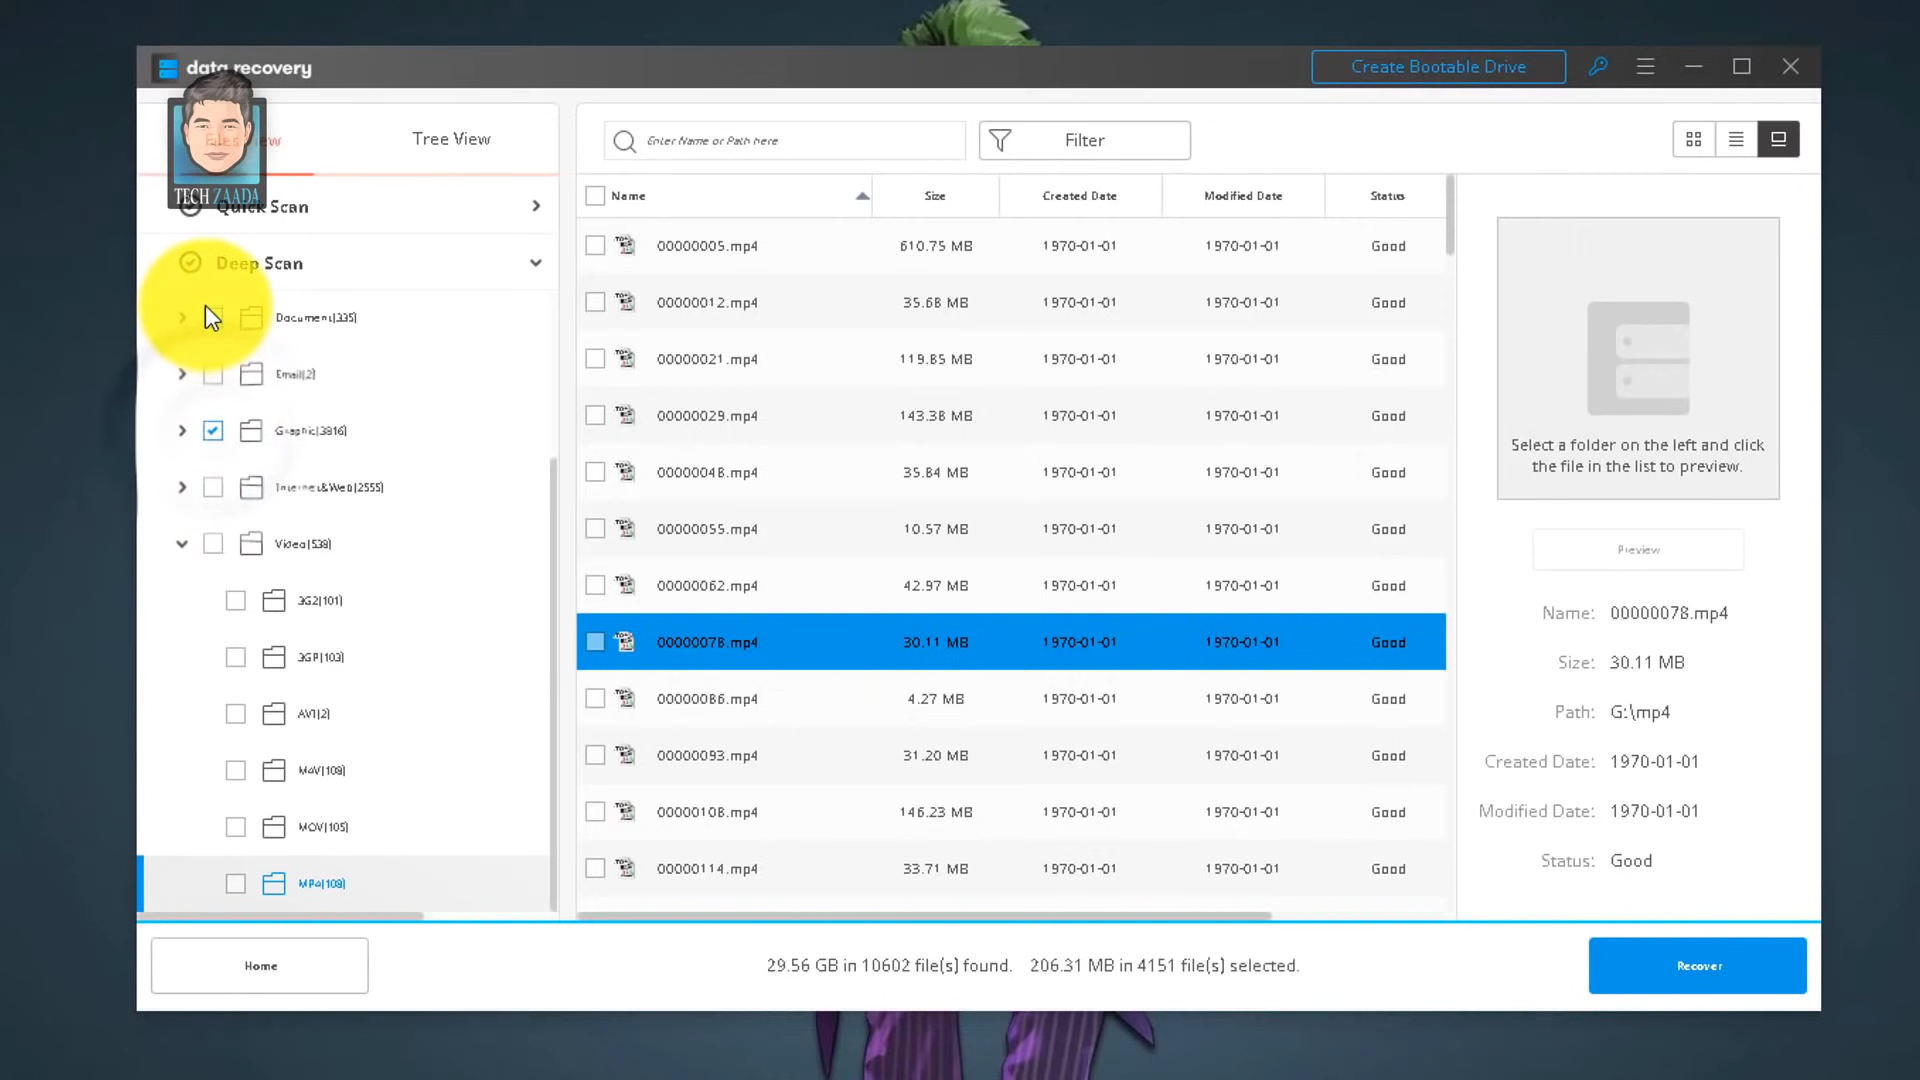 data recovery
Create Bootable Drive
Files View
Tree View
Enter Name or Path here
Filter
TECH ZAADA
Quick Scan
Deep Scan
Document(335)
Email(2)
Graphic(3816)
Internet&Web(2555)
Video(538)
3G2(101)
3GP(103)
AVI(2)
M4V(108)
MOV(105)
MP4(108)
Name Size Created Date Modified Date Status
00000005.mp4 610.75 MB 1970-01-01 1970-01-01 Good
00000012.mp4 35.68 MB 1970-01-01 1970-01-01 Good
00000021.mp4 119.85 MB 1970-01-01 1970-01-01 Good
00000029.mp4 143.38 MB 1970-01-01 1970-01-01 Good
00000048.mp4 35.84 MB 1970-01-01 1970-01-01 Good
00000055.mp4 10.57 MB 1970-01-01 1970-01-01 Good
00000062.mp4 42.97 MB 1970-01-01 1970-01-01 Good
00000078.mp4 30.11 MB 1970-01-01 1970-01-01 Good
00000086.mp4 4.27 MB 1970-01-01 1970-01-01 Good
00000093.mp4 31.20 MB 1970-01-01 1970-01-01 Good
00000108.mp4 146.23 MB 1970-01-01 1970-01-01 Good
00000114.mp4 33.71 MB 1970-01-01 1970-01-01 Good
Select a folder on the left and click
the file in the list to preview.
Preview
Name: 00000078.mp4
Size: 30.11 MB
Path: G:\mp4
Created Date: 1970-01-01
Modified Date: 1970-01-01
Status: Good
Home
29.56 GB in 10602 file(s) found. 206.31 MB in 4151 file(s) selected.
Recover